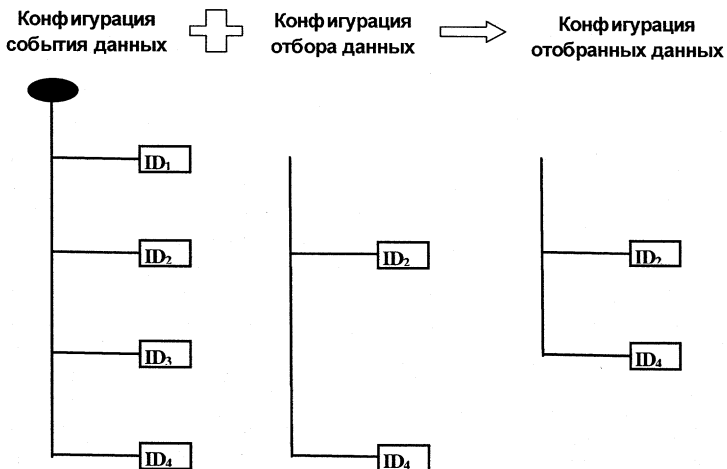 Конфигурация события данных
Конфигурация отбора данных
Конфигурация отобранных данных
ID1
ID2
ID3
ID4
ID2
ID4
ID2
ID4